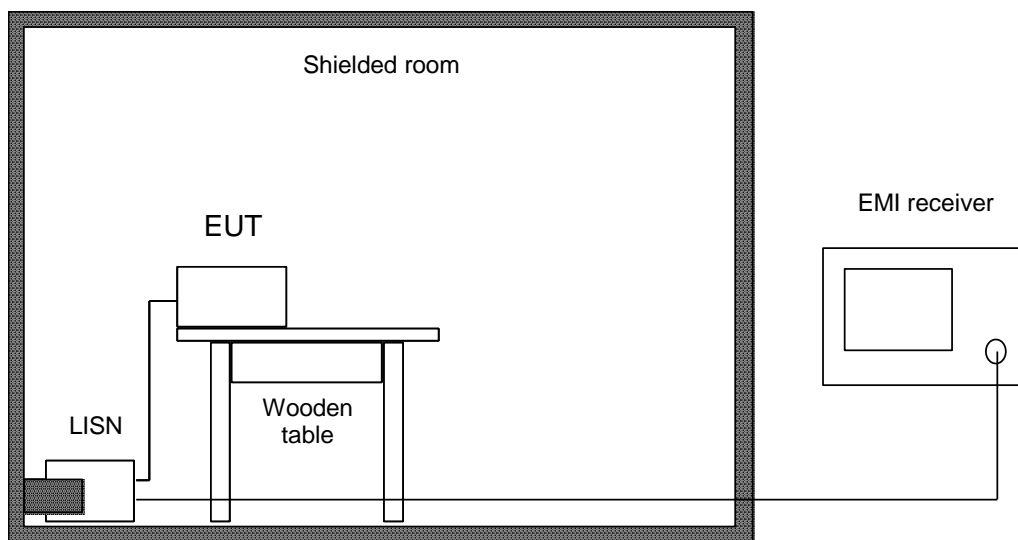 Shielded room
EMI receiver
EUT
Wooden
table
LISN